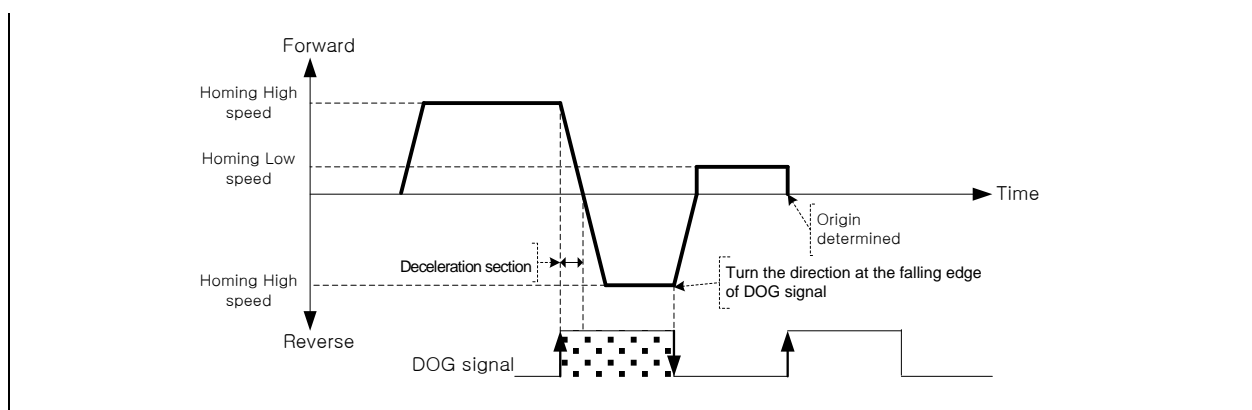 Forward
Homing High
speed
Homing Low
speed
Time
Origin
determined
Deceleration section
Turn the direction at the falling edge
of DOG signal
Homing High
speed
Reverse
DOG signal